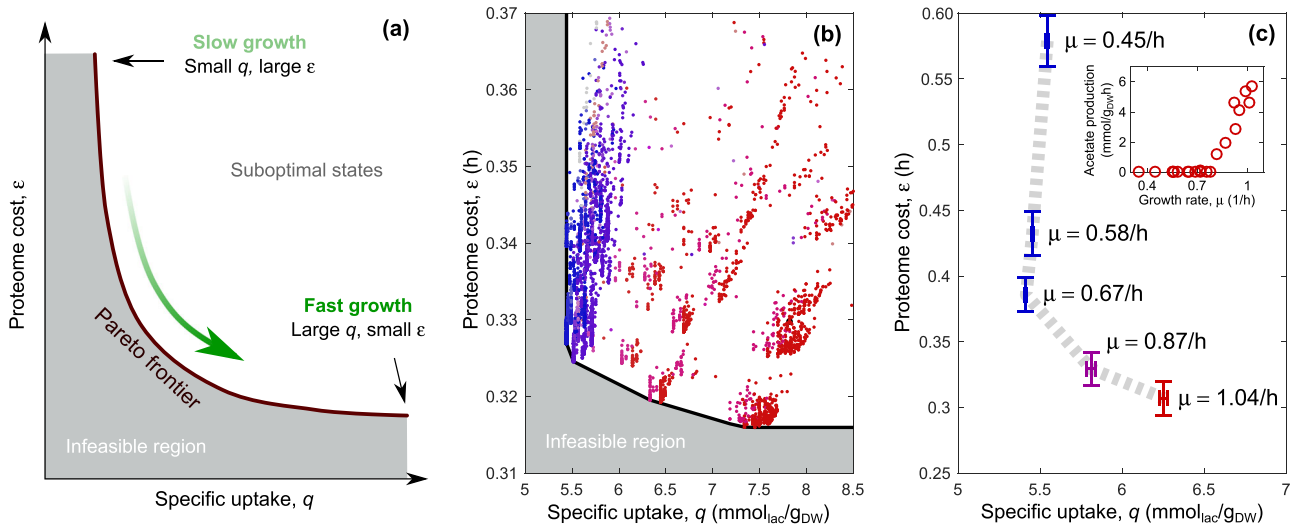 (a)
Slow growth
Small q, large ε
Suboptimal states
Fast growth
Large q, small ε
Pareto frontier
Infeasible region
Proteome cost, ε
Specific uptake, q
(b)
0.37
0.36
0.35
0.34
0.33
0.32
0.31
Proteome cost, ε (h)
Infeasible region
5
5.5
6
6.5
7
7.5
8
8.5
Specific uptake, q (mmol_lac/g_DW)
(c)
0.60
0.55
0.5
0.45
0.4
0.35
0.3
0.25
Proteome cost, ε (h)
μ = 0.45/h
μ = 0.58/h
μ = 0.67/h
μ = 0.87/h
μ = 1.04/h
Acetate production
(mmol/g_DWh)
6
4
2
0
0.4
0.7
1
Growth rate, μ (1/h)
5
5.5
6
6.5
7
Specific uptake, q (mmol_lac/g_DW)